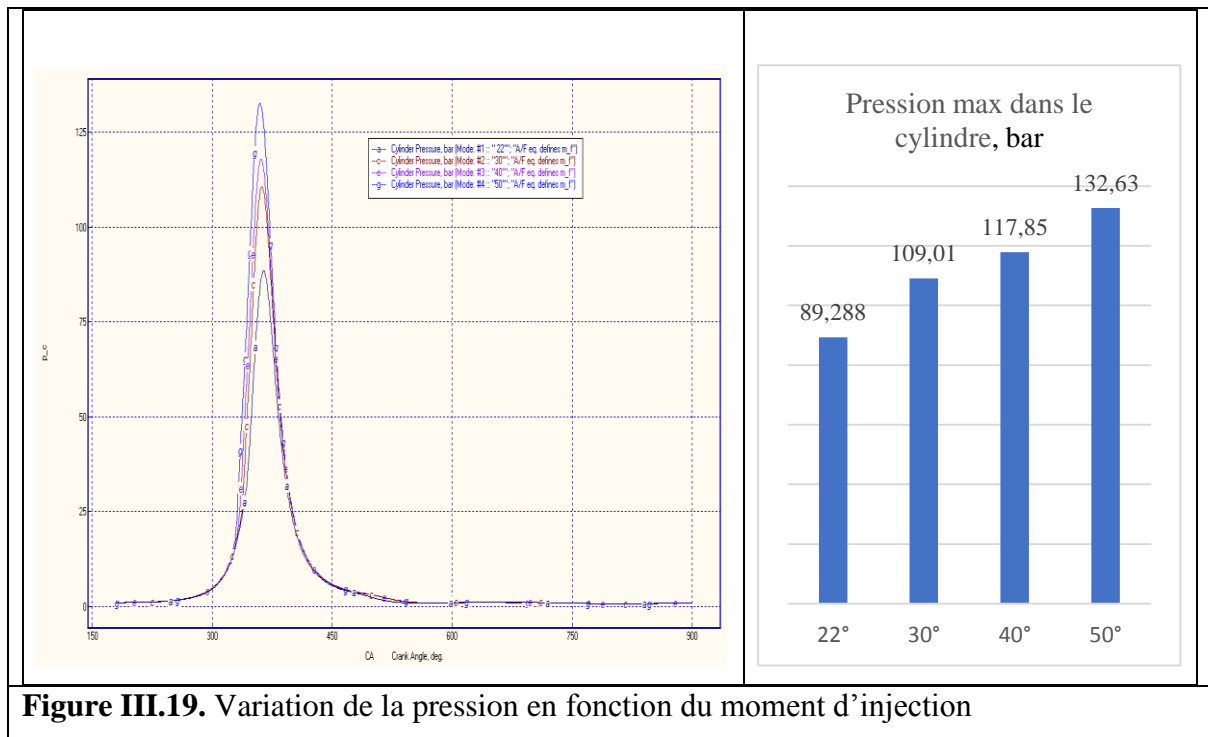 125
100
75
50
25
0
p_c
150
300
450
600
750
900
CA Crank Angle, deg.
--a-- Cylinder Pressure, bar (Mode: #1 :: " 22°"; "A/F eq. defines m_f")
--c-- Cylinder Pressure, bar (Mode: #2 :: "30°"; "A/F eq. defines m_f")
--e-- Cylinder Pressure, bar (Mode: #3 :: "40°"; "A/F eq. defines m_f")
--g-- Cylinder Pressure, bar (Mode: #4 :: "50°"; "A/F eq. defines m_f")
Pression max dans le
cylindre, bar
89,288
109,01
117,85
132,63
22°
30°
40°
50°
Figure III.19. Variation de la pression en fonction du moment d’injection